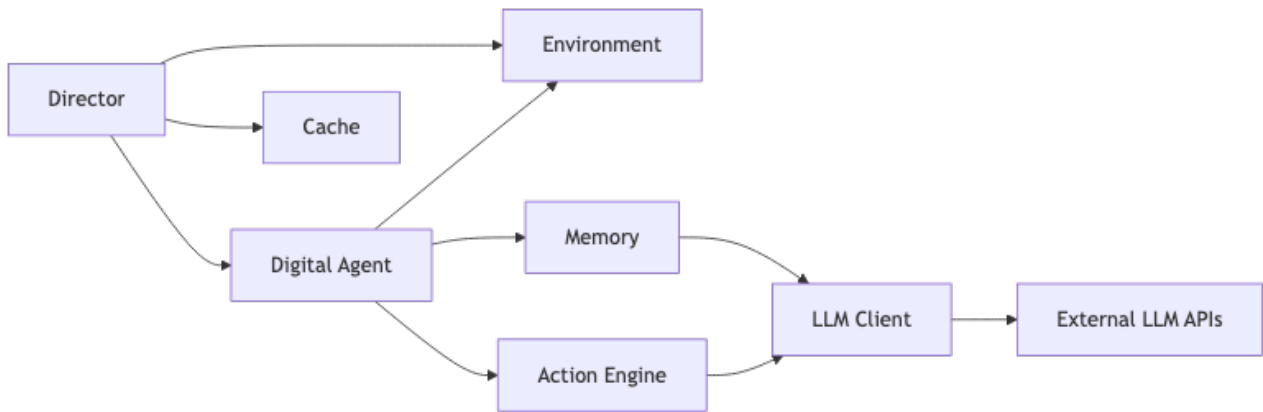 Environment
Director
Cache
Memory
Digital Agent
LLM Client
External LLM APIs
Action Engine